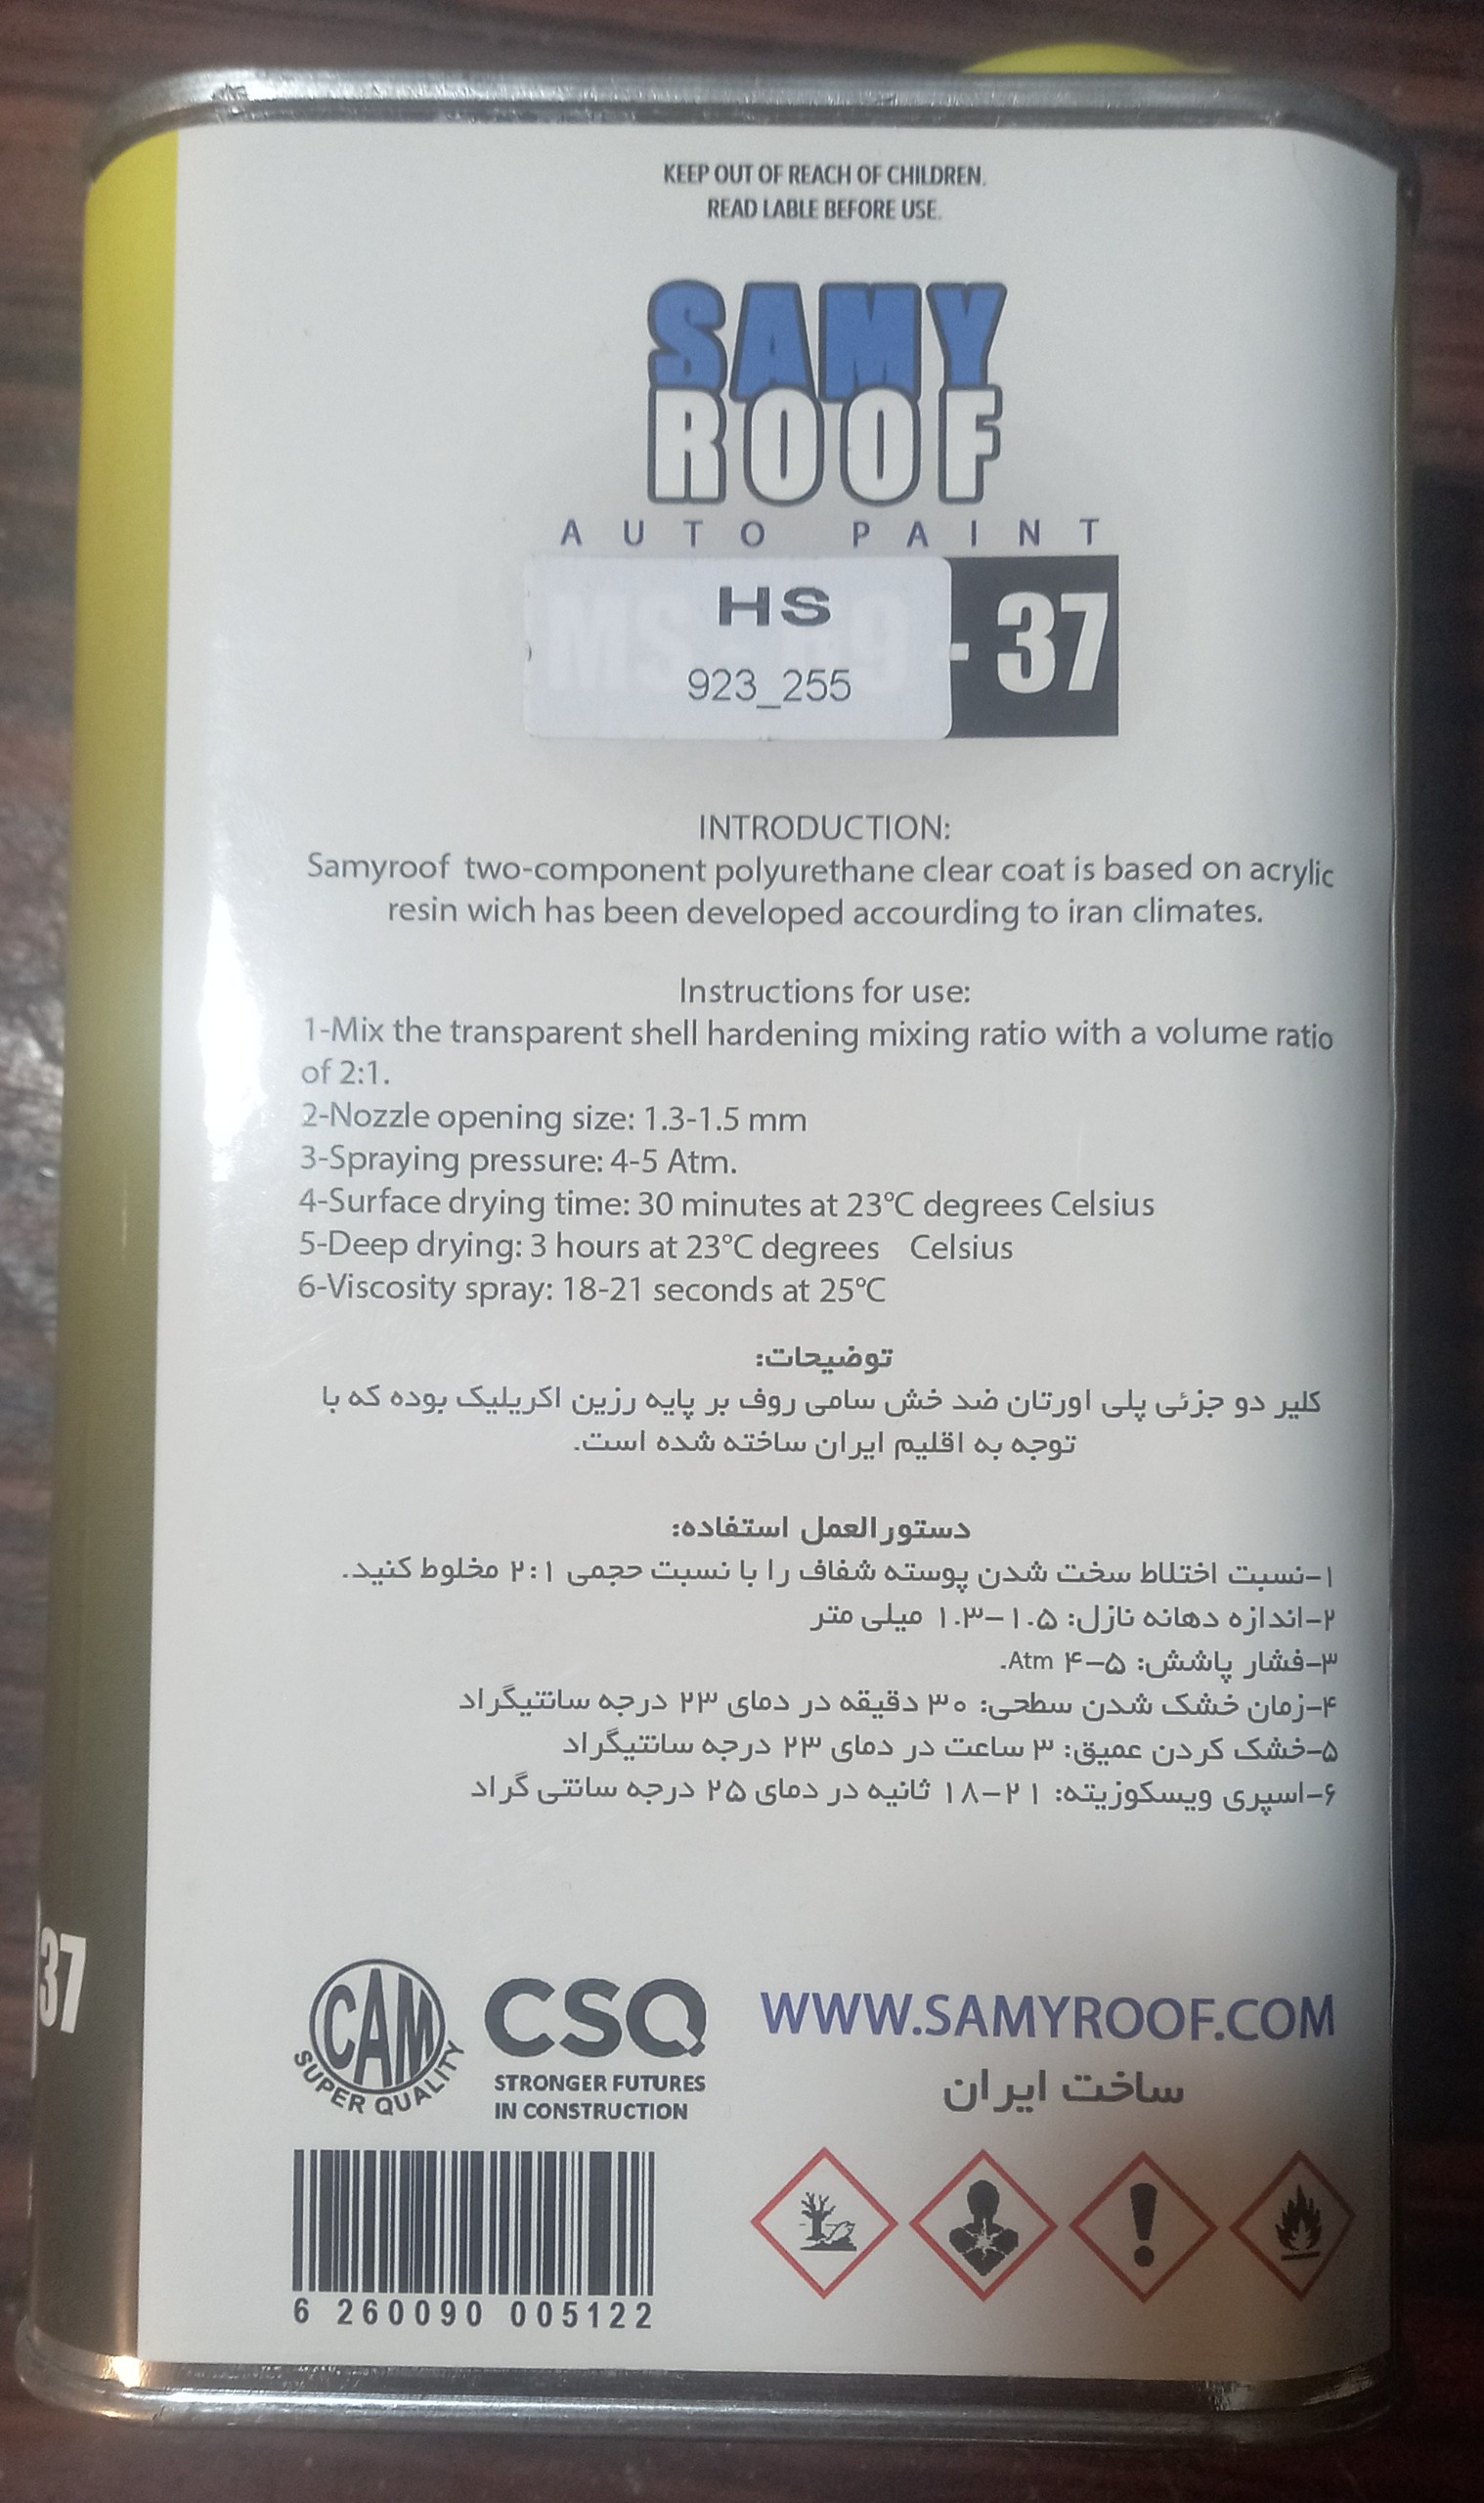 KEEP OUT OF REACH OF CHILDREN.
READ LABLE BEFORE USE.
SAMY
ROOF
AUTO PAINT
HS
923_255
- 37
INTRODUCTION:
Samyroof two-component polyurethane clear coat is based on acrylic
resin wich has been developed accourding to iran climates.
Instructions for use:
1-Mix the transparent shell hardening mixing ratio with a volume ratio
of 2:1.
2-Nozzle opening size: 1.3-1.5 mm
3-Spraying pressure: 4-5 Atm.
4-Surface drying time: 30 minutes at 23°C degrees Celsius
5-Deep drying: 3 hours at 23°C degrees Celsius
6-Viscosity spray: 18-21 seconds at 25°C
توضیحات:
کلیر دو جزئی پلی اورتان ضد خش سامی روف بر پایه رزین اکریلیک بوده که با
توجه به اقلیم ایران ساخته شده است.
دستورالعمل استفاده:
۱-نسبت اختلاط سخت شدن پوسته شفاف را با نسبت حجمی ۲:۱ مخلوط کنید.
۲-اندازه دهانه نازل: ۱.۵-۱.۳ میلی متر
۳-فشار پاشش: ۵-۴ Atm.
۴-زمان خشک شدن سطحی: ۳۰ دقیقه در دمای ۲۳ درجه سانتیگراد
۵-خشک کردن عمیق: ۳ ساعت در دمای ۲۳ درجه سانتیگراد
۶-اسپری ویسکوزیته: ۲۱-۱۸ ثانیه در دمای ۲۵ درجه سانتی گراد
37
CAM
SUPER QUALITY
CSQ
STRONGER FUTURES
IN CONSTRUCTION
WWW.SAMYROOF.COM
ساخت ایران
6 260090 005122